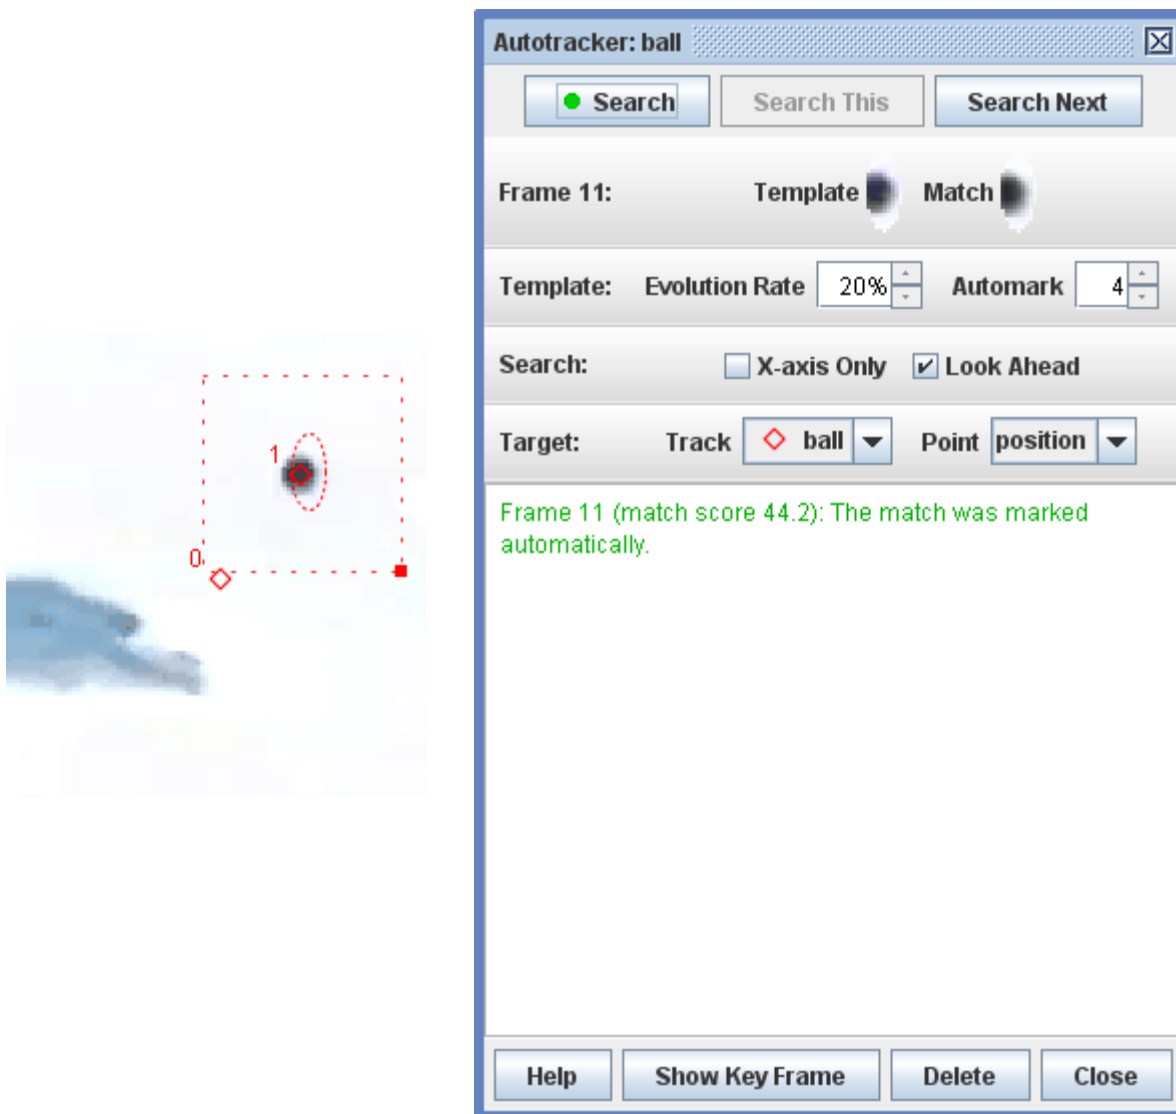 Autotracker: ball
Search Search This Search Next
Frame 11: Template Match
Template: Evolution Rate 20% Automark 4
Search: X-axis Only Look Ahead
Target: Track ball Point position
Frame 11 (match score 44.2): The match was marked
automatically.
1
0
Help Show Key Frame Delete Close